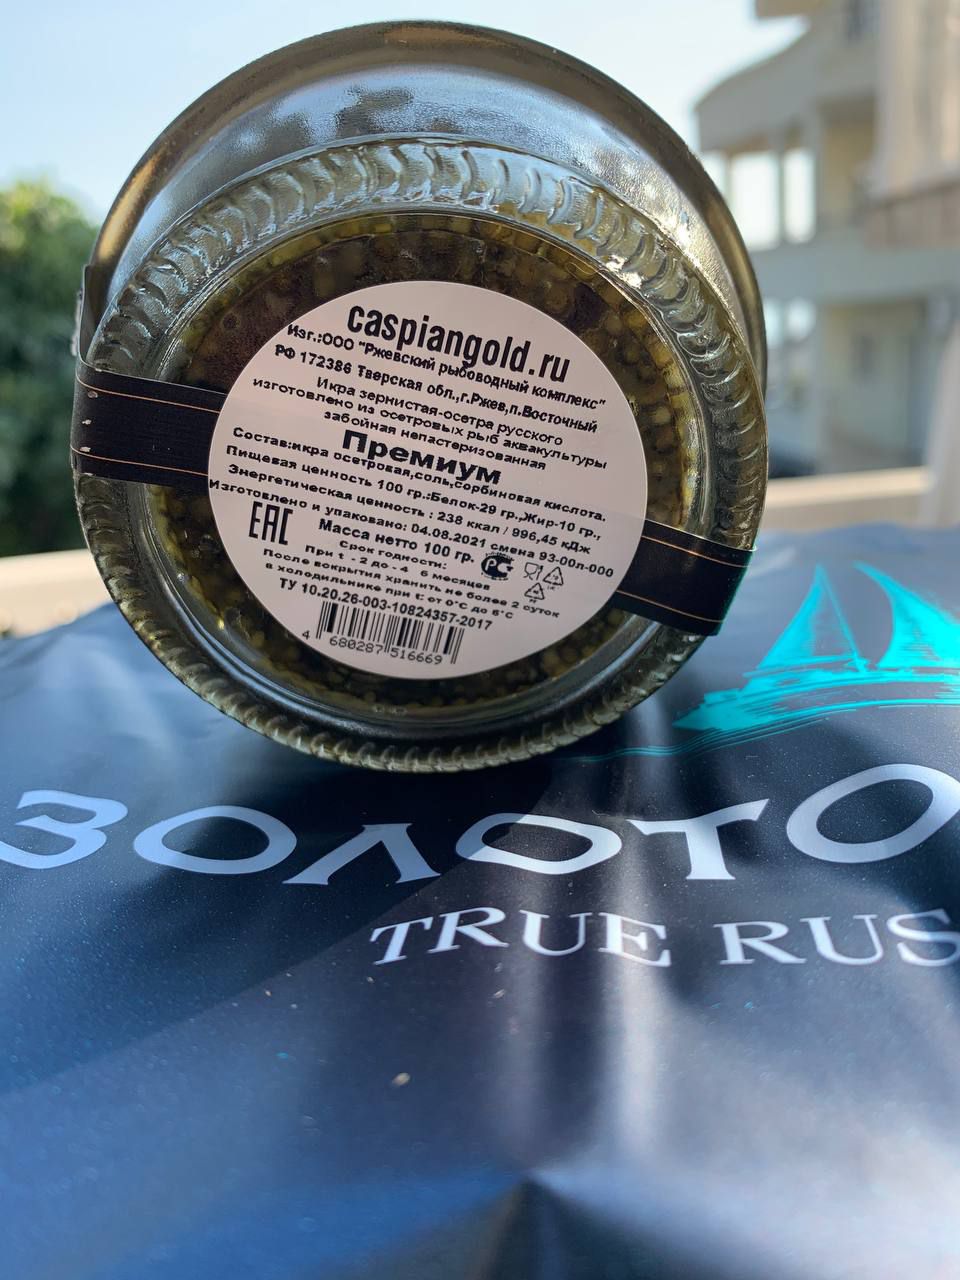 caspiangold.ru
Изг.:ООО "Ржевский рыбоводный комплекс"
РФ 172386 Тверская обл.,г.Ржев,п.Восточный
Икра зернистая-осетра русского
изготовлено из осетровых рыб аквакультуры
забойная непастеризованная
Премиум
Состав:икра осетровая,соль,сорбиновая кислота.
Пищевая ценность 100 гр.:Белок-29 гр.,Жир-10 гр.,
Энергетическая ценность : 238 ккал / 996,45 кДж
Изготовлено и упаковано: 04.08.2021 смена 93-00л-000
EAC
Масса нетто 100 гр.
Срок годности:
При t - 2 до - 4 6 месяцев
После вскрытия хранить не более 2 суток
в холодильнике при t: от 0°С до 6°С
ТУ 10.20.26-003-10824357-2017
4 680287 516669
ЗОЛОТО
TRUE RUS